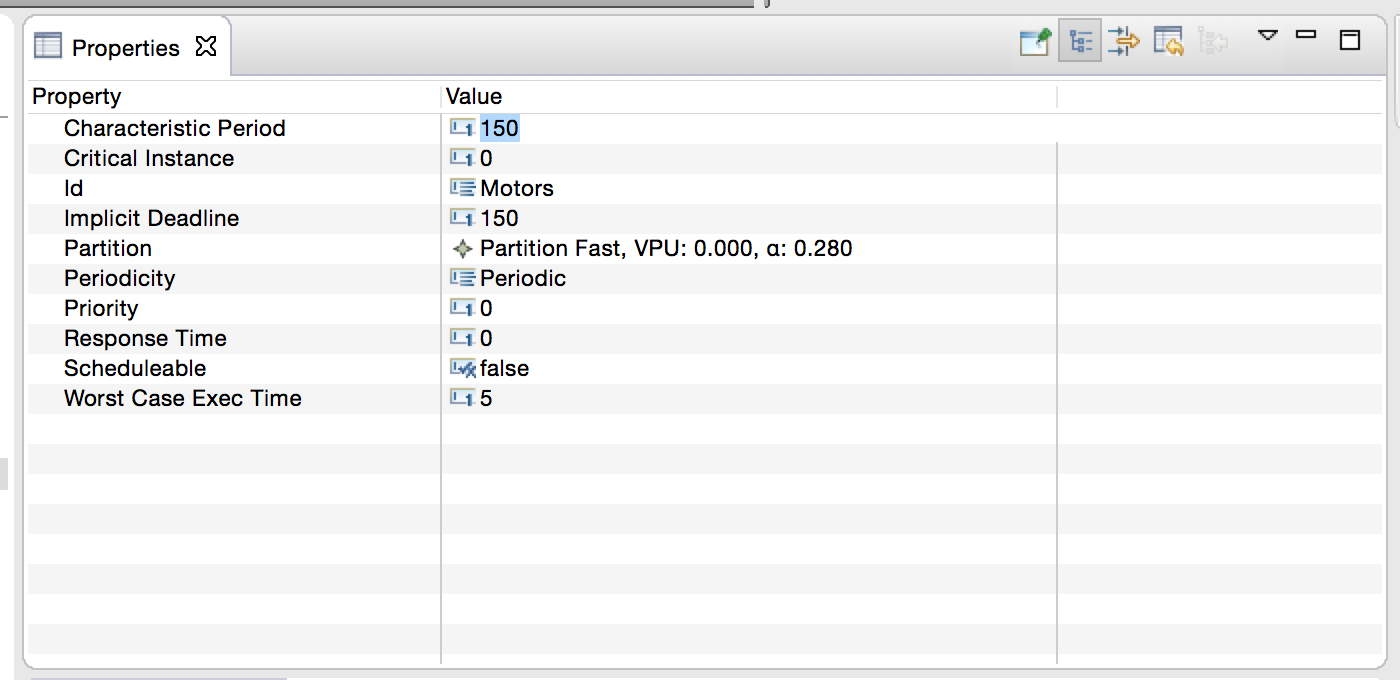 Properties
Property Value
Characteristic Period 150
Critical Instance 0
Id Motors
Implicit Deadline 150
Partition Partition Fast, VPU: 0.000, α: 0.280
Periodicity Periodic
Priority 0
Response Time 0
Scheduleable false
Worst Case Exec Time 5